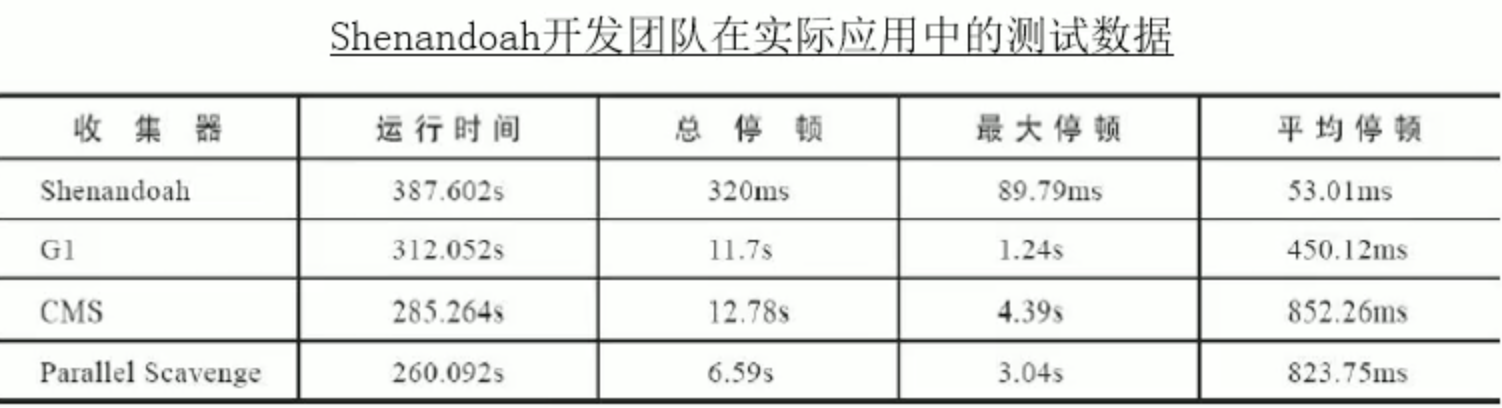 Shenandoah开发团队在实际应用中的测试数据
收集器 运行时间 总停顿 最大停顿 平均停顿
Shenandoah 387.602s 320ms 89.79ms 53.01ms
G1 312.052s 11.7s 1.24s 450.12ms
CMS 285.264s 12.78s 4.39s 852.26ms
Parallel Scavenge 260.092s 6.59s 3.04s 823.75ms